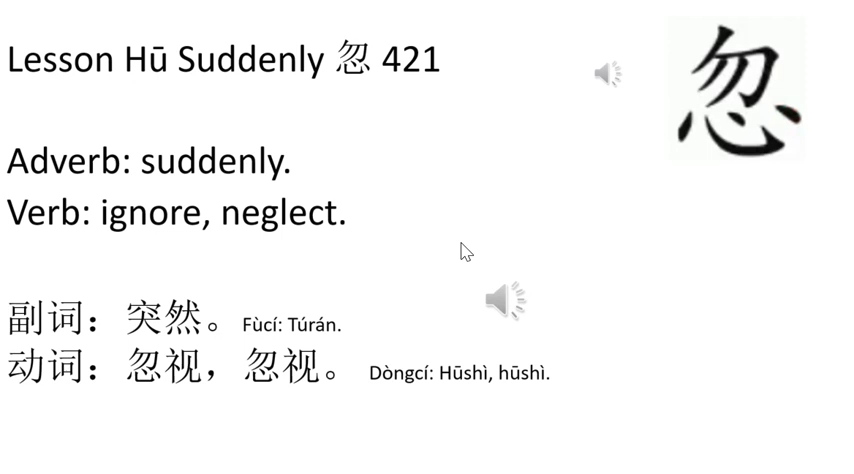 Lesson Hū Suddenly 忽 421
忽
Adverb: suddenly.
Verb: ignore, neglect.
副词：突然。 Fùcí: Túrán.
动词：忽视，忽视。 Dòngcí: Hūshì, hūshì.